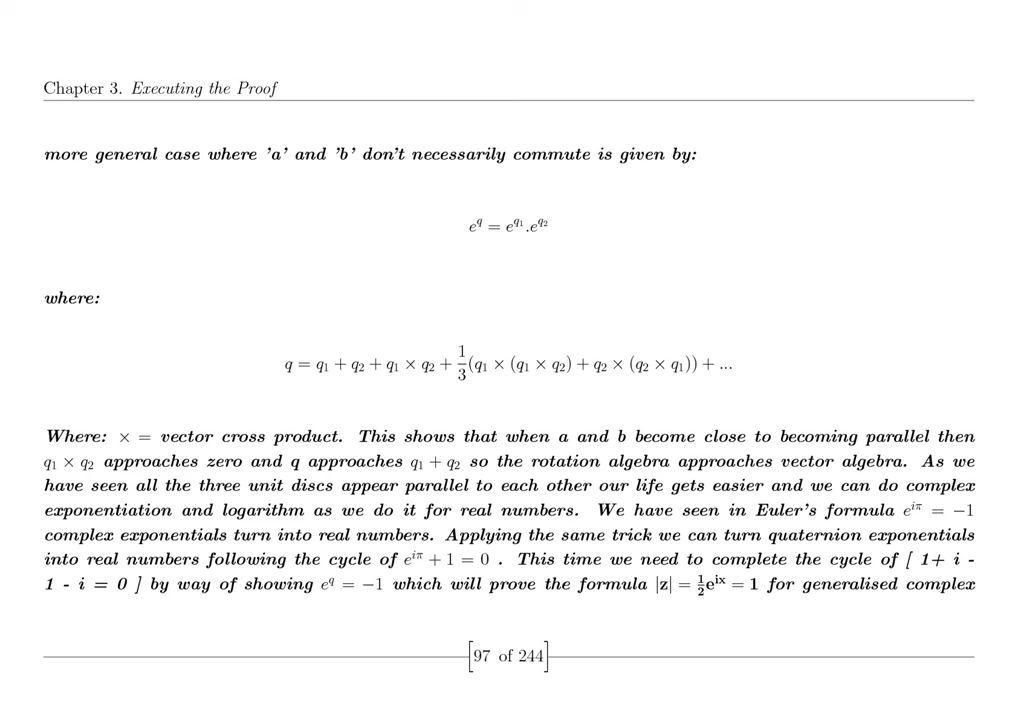 Chapter 3. Executing the Proof
more general case where 'a' and 'b' don't necessarily commute is given by:
e^q = e^{q_1}.e^{q_2}
where:
q = q_1 + q_2 + q_1 × q_2 + \frac{1}{3}(q_1 × (q_1 × q_2) + q_2 × (q_2 × q_1)) + ...
Where: × = vector cross product. This shows that when a and b become close to becoming parallel then
q_1 × q_2 approaches zero and q approaches q_1 + q_2 so the rotation algebra approaches vector algebra. As we
have seen all the three unit discs appear parallel to each other our life gets easier and we can do complex
exponentiation and logarithm as we do it for real numbers. We have seen in Euler's formula e^{iπ} = −1
complex exponentials turn into real numbers. Applying the same trick we can turn quaternion exponentials
into real numbers following the cycle of e^{iπ} + 1 = 0 . This time we need to complete the cycle of [ 1+ i -
1 - i = 0 ] by way of showing e^q = −1 which will prove the formula |z| = \frac{1}{2}e^{ix} = 1 for generalised complex
[97 of 244]